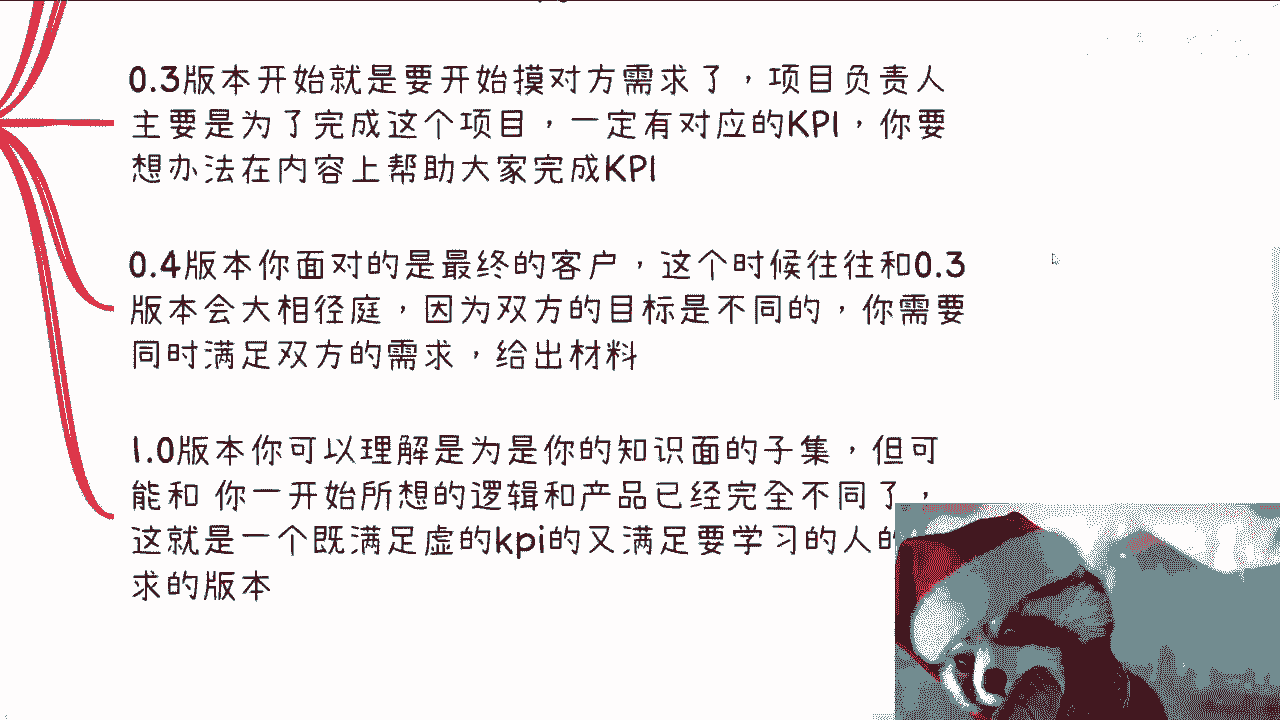 0.3版本开始就是要开始摸对方需求了，项目负责人
主要是为了完成这个项目，一定有对应的KPI，你要
想办法在内容上帮助大家完成KPI
0.4版本你面对的是最终的客户，这个时候往往和0.3
版本会大相径庭，因为双方的目标是不同的，你需要
同时满足双方的需求，给出材料
1.0版本你可以理解是为是你的知识面的子集，但可
能和 你一开始所想的逻辑和产品已经完全不同了，
这就是一个既满足虚的kpi的又满足要学习的人的
求的版本